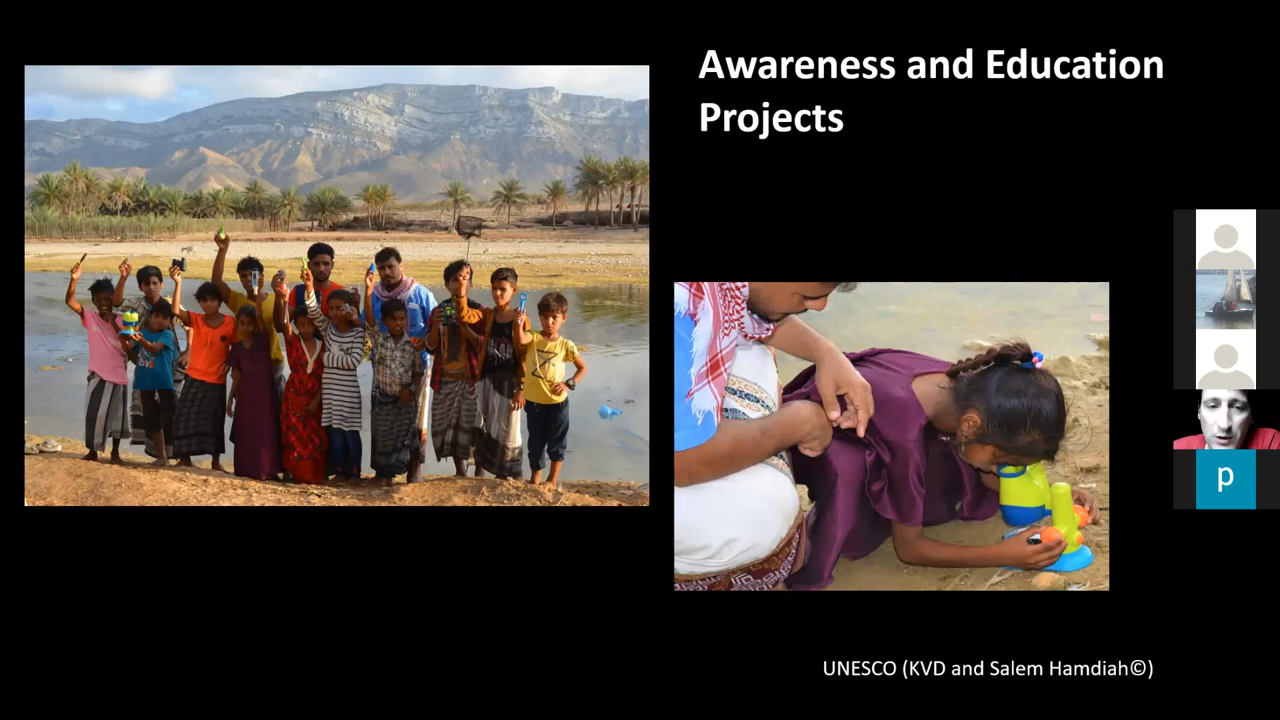 Awareness and Education
Projects
p
UNESCO (KVD and Salem Hamdiah©)